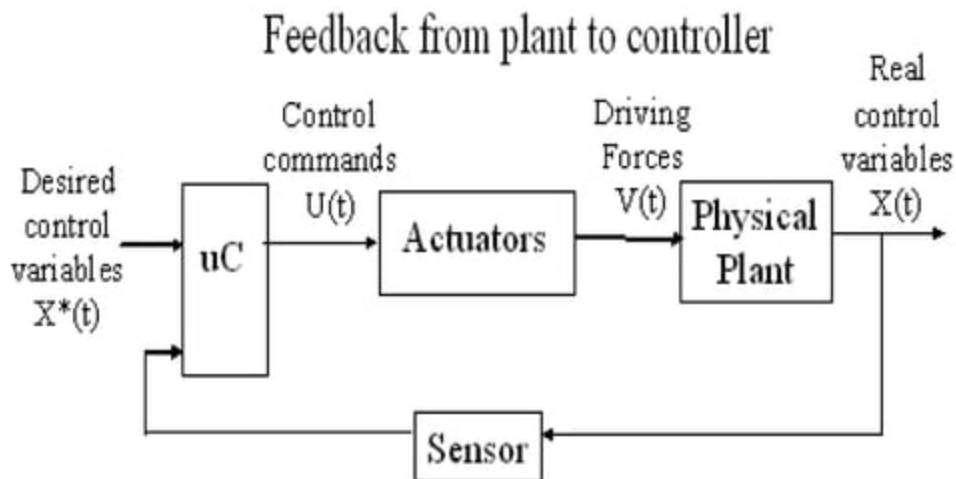 Feedback from plant to controller
Desired
control
variables
X*(t)
uC
Control
commands
U(t)
Actuators
Driving
Forces
V(t)
Physical
Plant
Real
control
variables
X(t)
Sensor